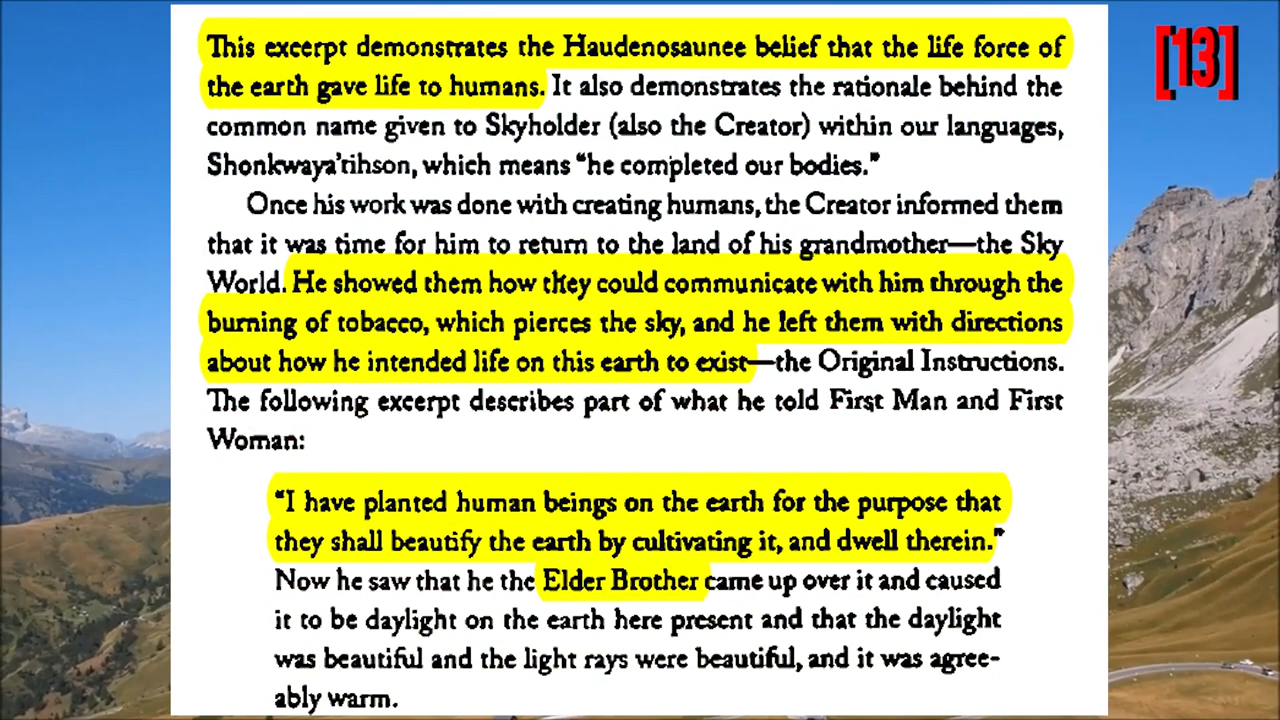 This excerpt demonstrates the Haudenosaunee belief that the life force of
the earth gave life to humans. It also demonstrates the rationale behind the
common name given to Skyholder (also the Creator) within our languages,
Shonkwaya'tihson, which means “he completed our bodies.”
Once his work was done with creating humans, the Creator informed them
that it was time for him to return to the land of his grandmother—the Sky
World. He showed them how they could communicate with him through the
burning of tobacco, which pierces the sky, and he left them with directions
about how he intended life on this earth to exist—the Original Instructions.
The following excerpt describes part of what he told First Man and First
Woman:
“I have planted human beings on the earth for the purpose that
they shall beautify the earth by cultivating it, and dwell therein.”
Now he saw that he the Elder Brother came up over it and caused
it to be daylight on the earth here present and that the daylight
was beautiful and the light rays were beautiful, and it was agree-
ably warm.
[13]